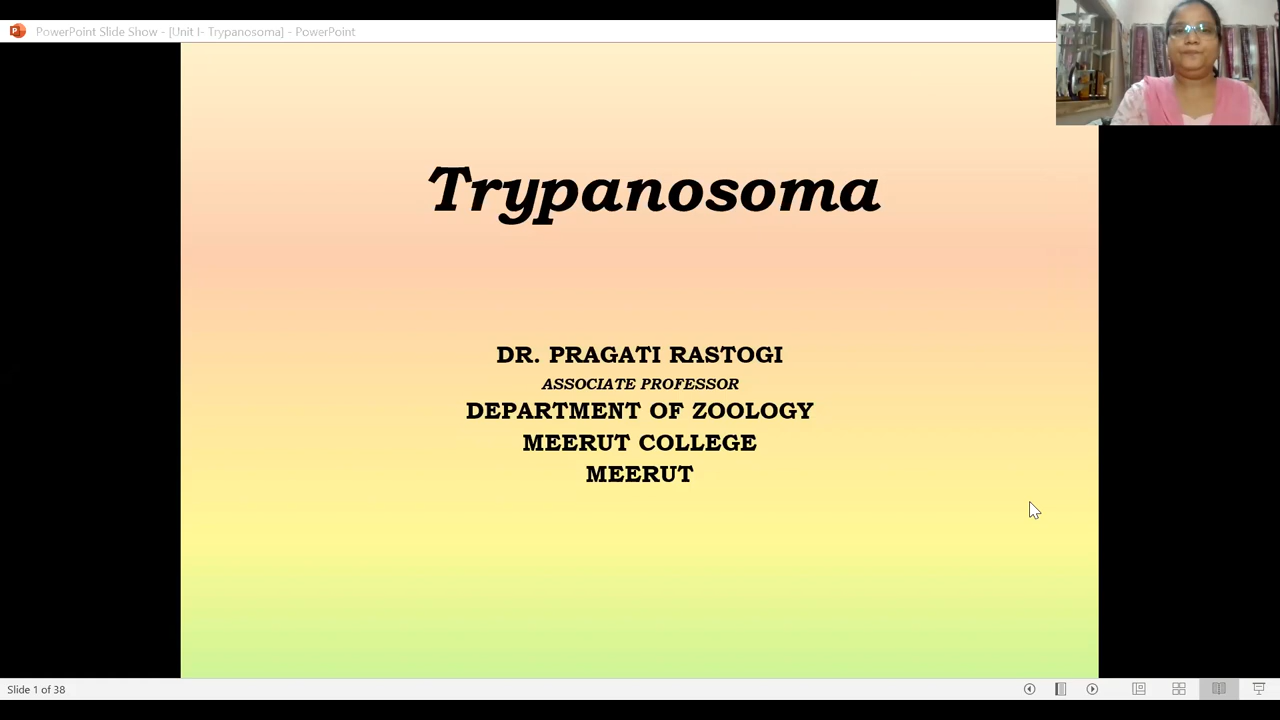 PowerPoint Slide Show - [Unit I- Trypanosoma] - PowerPoint
Trypanosoma
DR. PRAGATI RASTOGI
ASSOCIATE PROFESSOR
DEPARTMENT OF ZOOLOGY
MEERUT COLLEGE
MEERUT
Slide 1 of 38